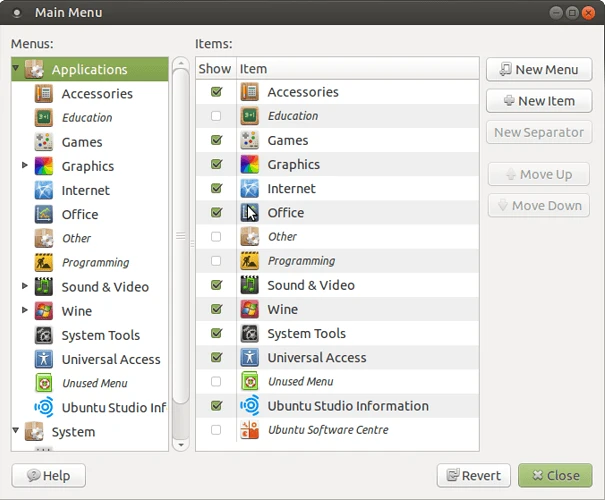 Main Menu
Menus:
Applications
Accessories
Education
Games
Graphics
Internet
Office
Other
Programming
Sound & Video
Wine
System Tools
Universal Access
Unused Menu
Ubuntu Studio Inf
System
Items:
Show Item
Accessories
Education
Games
Graphics
Internet
Office
Other
Programming
Sound & Video
Wine
System Tools
Universal Access
Unused Menu
Ubuntu Studio Information
Ubuntu Software Centre
New Menu
New Item
New Separator
Move Up
Move Down
Help
Revert
Close